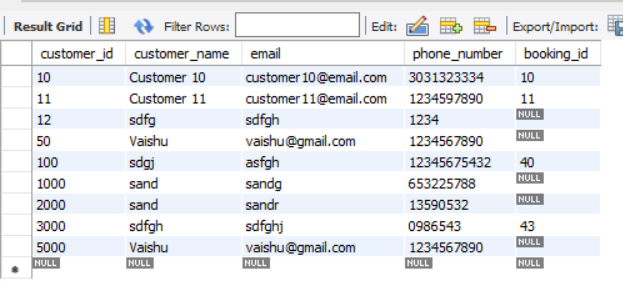 Result Grid Filter Rows: Edit: Export/Import:
customer_id customer_name email phone_number booking_id
10 Customer 10 customer10@email.com 3031323334 10
11 Customer 11 customer11@email.com 1234597890 11
12 sdfg sdfgh 1234 NULL
50 Vaishu vaishu@gmail.com 1234567890 NULL
100 sdgj asfgh 12345675432 40
1000 sand sandg 653225788 NULL
2000 sand sandr 13590532 NULL
3000 sdfgh sdfghj 0986543 43
5000 Vaishu vaishu@gmail.com 1234567890 NULL
NULL NULL NULL NULL NULL